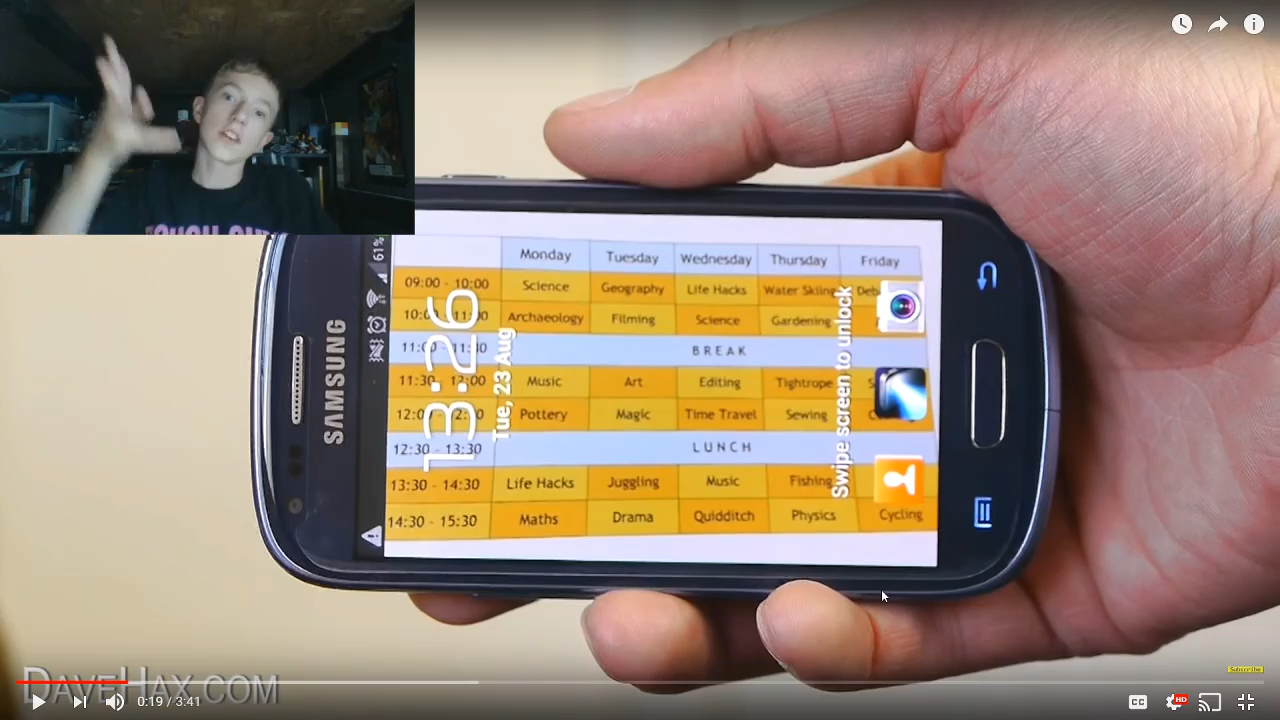 Monday Tuesday Wednesday Thursday Friday
09:00 - 10:00 Science Geography Life Hacks Water Skiing
Archaeology Filming Science Gardening
BREAK
Music Art Editing Tightrope
Pottery Magic Time Travel Sewing
12:30 - 13:30 LUNCH
13:30 - 14:30 Life Hacks Juggling Music Fishing
14:30 - 15:30 Maths Drama Quidditch Physics Cycling
61%
13:26
Tue, 23 Aug
Swipe screen to unlock
SAMSUNG
Subscribe
DAVEHAX.COM
0:19 / 3:41
CC
HD